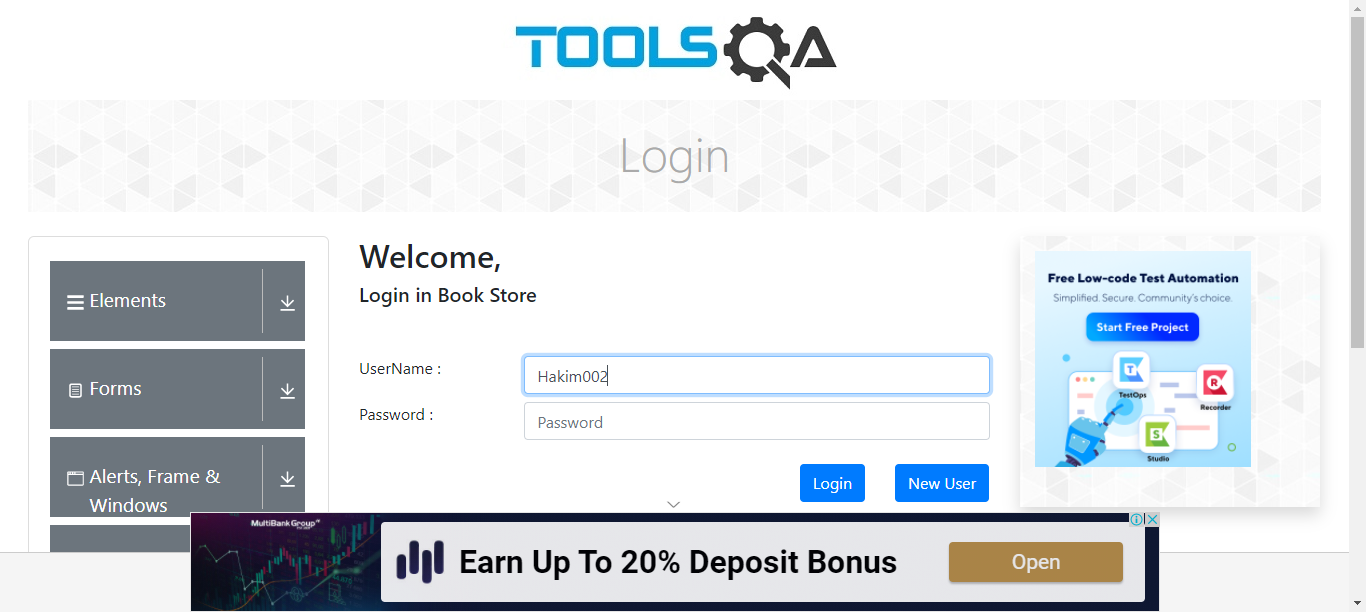 TOOLSQA
Login
Elements
Forms
Alerts, Frame &
Windows
Welcome,
Login in Book Store
UserName :
Hakim002
Password :
Password
Login
New User
Free Low-code Test Automation
Simplified. Secure. Community's choice.
Start Free Project
TestOps
Recorder
Studio
MultiBank Group
Earn Up To 20% Deposit Bonus
Open